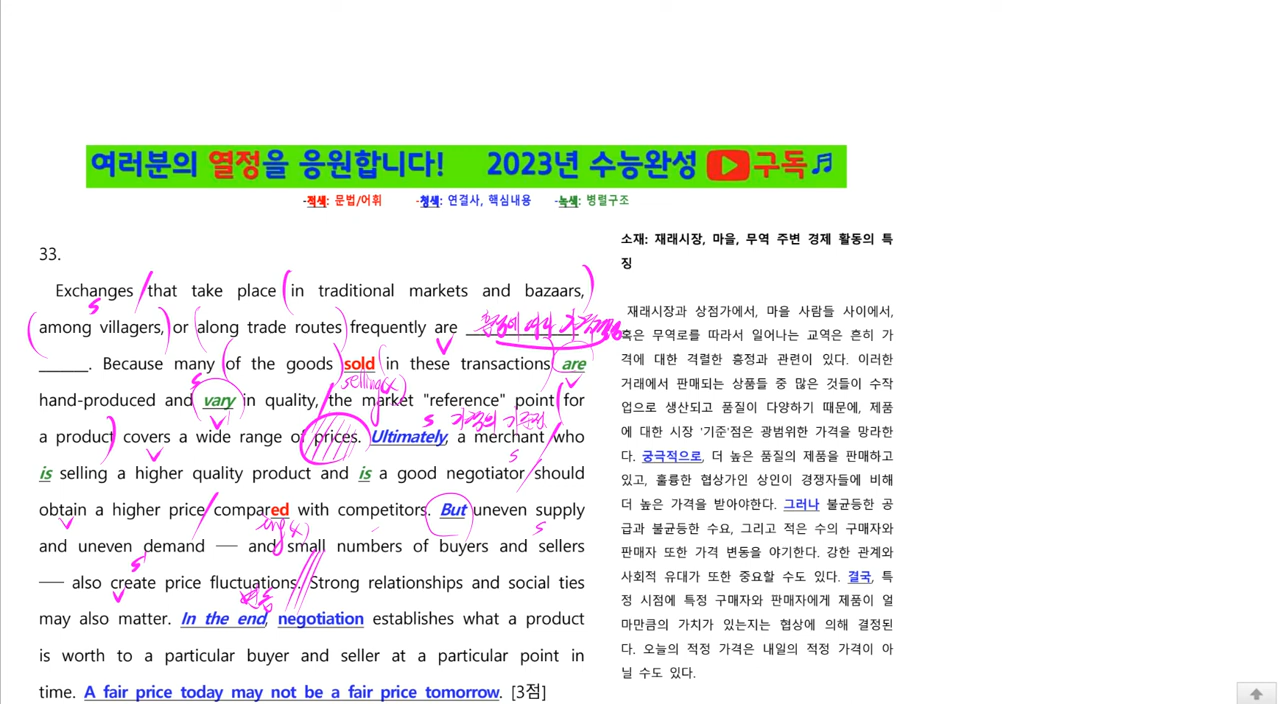 여러분의 열정을 응원합니다! 2023년 수능완성 구독
-적색: 문법/어휘 -청색: 연결사, 핵심내용 -녹색: 병렬구조
33.
Exchanges that take place in traditional markets and bazaars,
among villagers, or along trade routes frequently are ____________
______. Because many of the goods sold in these transactions are
hand-produced and vary in quality, the market "reference" point for
a product covers a wide range of prices. Ultimately, a merchant who
is selling a higher quality product and is a good negotiator should
obtain a higher price compared with competitors. But uneven supply
and uneven demand ── and small numbers of buyers and sellers
── also create price fluctuations. Strong relationships and social ties
may also matter. In the end, negotiation establishes what a product
is worth to a particular buyer and seller at a particular point in
time. A fair price today may not be a fair price tomorrow. [3점]
selling(x)
가격의 기준점
ing(x)
변동
소재: 재래시장, 마을, 무역 주변 경제 활동의 특
징
재래시장과 상점가에서, 마을 사람들 사이에서,
혹은 무역로를 따라서 일어나는 교역은 흔히 가
격에 대한 격렬한 흥정과 관련이 있다. 이러한
거래에서 판매되는 상품들 중 많은 것들이 수작
업으로 생산되고 품질이 다양하기 때문에, 제품
에 대한 시장 '기준'점은 광범위한 가격을 망라한
다. 궁극적으로, 더 높은 품질의 제품을 판매하고
있고, 훌륭한 협상가인 상인이 경쟁자들에 비해
더 높은 가격을 받아야한다. 그러나 불균등한 공
급과 불균등한 수요, 그리고 적은 수의 구매자와
판매자 또한 가격 변동을 야기한다. 강한 관계와
사회적 유대가 또한 중요할 수도 있다. 결국, 특
정 시점에 특정 구매자와 판매자에게 제품이 얼
마만큼의 가치가 있는지는 협상에 의해 결정된
다. 오늘의 적정 가격은 내일의 적정 가격이 아
닐 수도 있다.